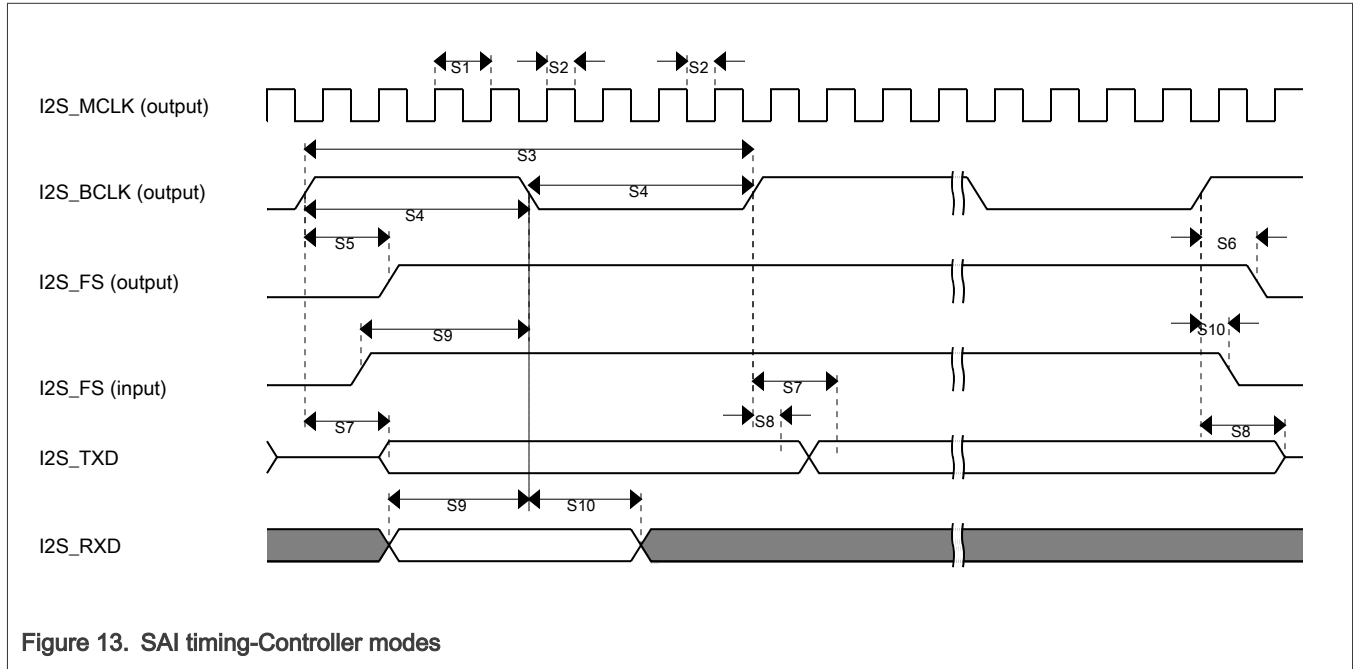 S1 S2 S2
I2S_MCLK (output)
S3
I2S_BCLK (output)
S4
S4
S5 S6
I2S_FS (output)
S9 S10
I2S_FS (input)
S7
S7 S8 S8
I2S_TXD
S9 S10
I2S_RXD
Figure 13. SAI timing-Controller modes